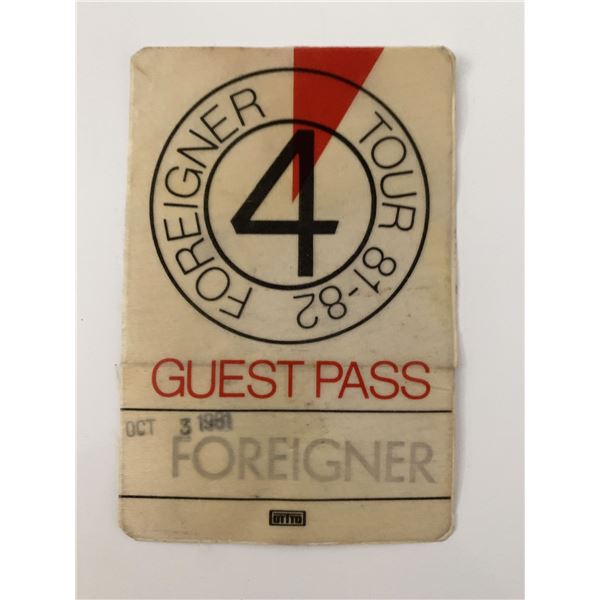 FOREIGNER TOUR 81-82
4
GUEST PASS
OCT 3 1981
FOREIGNER
OTTO